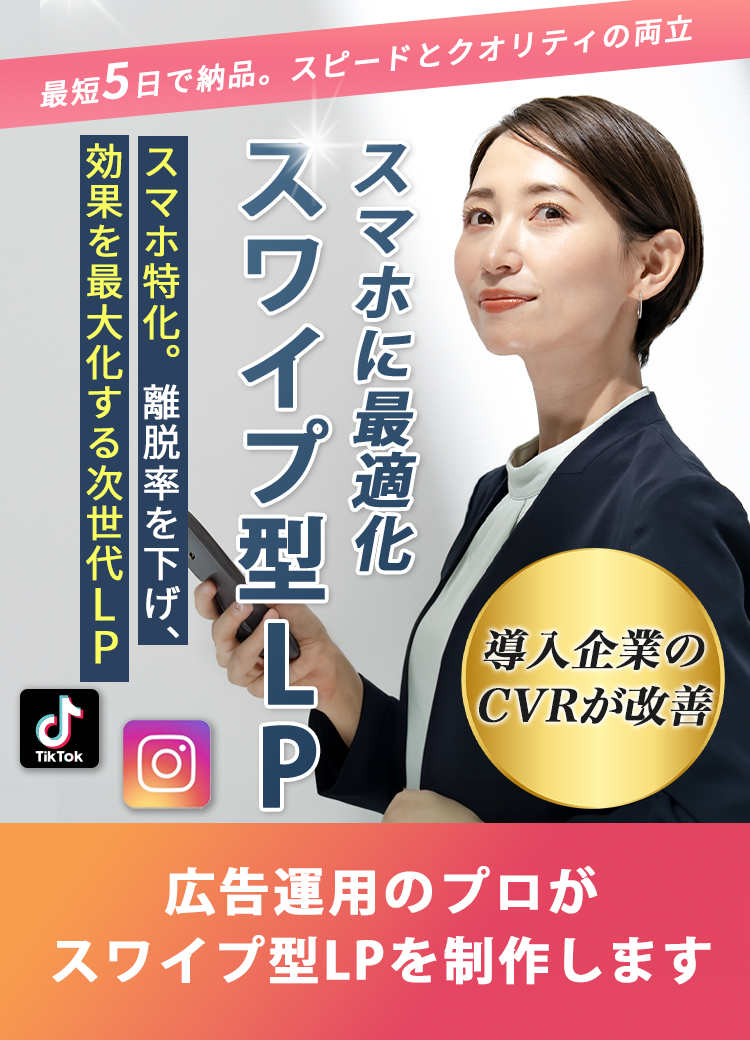 最短5日で納品。スピードとクオリティの両立
スマホに最適化
スワイプ型LP
スマホ特化。離脱率を下げ、
効果を最大化する次世代LP
TikTok
導入企業の
CVRが改善
広告運用のプロが
スワイプ型LPを制作します